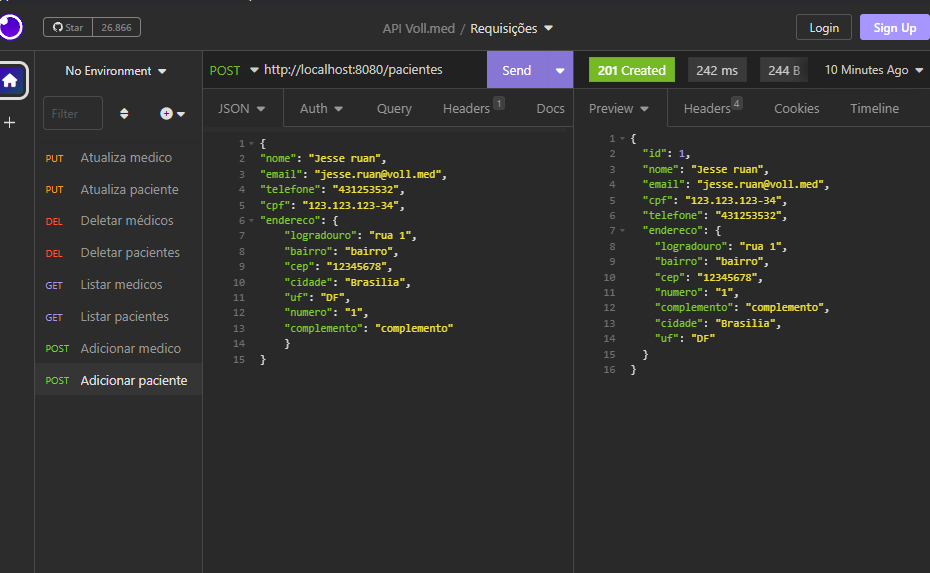 Star 26.866
API Voll.med / Requisições
Login
Sign Up
No Environment
Filter
PUT Atualiza medico
PUT Atualiza paciente
DEL Deletar médicos
DEL Deletar pacientes
GET Listar medicos
GET Listar pacientes
POST Adicionar medico
POST Adicionar paciente
POST http://localhost:8080/pacientes
Send
JSON Auth Query Headers 1 Docs
1 {
2 "nome": "Jesse ruan",
3 "email": "jesse.ruan@voll.med",
4 "telefone": "431253532",
5 "cpf": "123.123.123-34",
6 "endereco": {
7 "logradouro": "rua 1",
8 "bairro": "bairro",
9 "cep": "12345678",
10 "cidade": "Brasilia",
11 "uf": "DF",
12 "numero": "1",
13 "complemento": "complemento"
14 }
15 }
201 Created 242 ms 244 B 10 Minutes Ago
Preview Headers 4 Cookies Timeline
1 {
2 "id": 1,
3 "nome": "Jesse ruan",
4 "email": "jesse.ruan@voll.med",
5 "cpf": "123.123.123-34",
6 "telefone": "431253532",
7 "endereco": {
8 "logradouro": "rua 1",
9 "bairro": "bairro",
10 "cep": "12345678",
11 "numero": "1",
12 "complemento": "complemento",
13 "cidade": "Brasilia",
14 "uf": "DF"
15 }
16 }